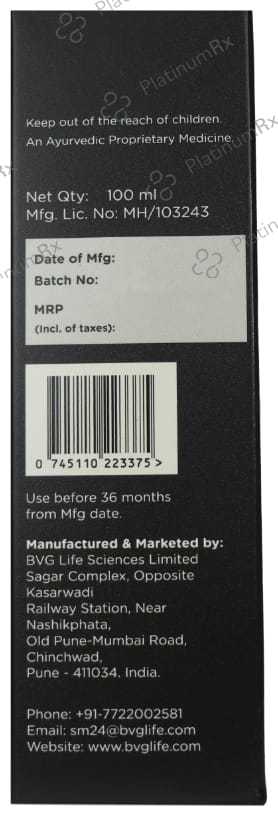 PlatinumRx
PlatinumRx
Keep out of the reach of children.
An Ayurvedic Proprietary Medicine.
PlatinumRx
Net Qty: 100 ml
Mfg. Lic. No: MH/103243
Date of Mfg:
Batch No:
MRP
(Incl. of taxes):
0 745110 223375 >
Use before 36 months
from Mfg date.
Manufactured & Marketed by:
BVG Life Sciences Limited
Sagar Complex, Opposite
Kasarwadi
Railway Station, Near
Nashikphata,
Old Pune-Mumbai Road,
Chinchwad,
Pune - 411034. India.
Phone: +91-7722002581
Email: sm24@bvglife.com
Website: www.bvglife.com